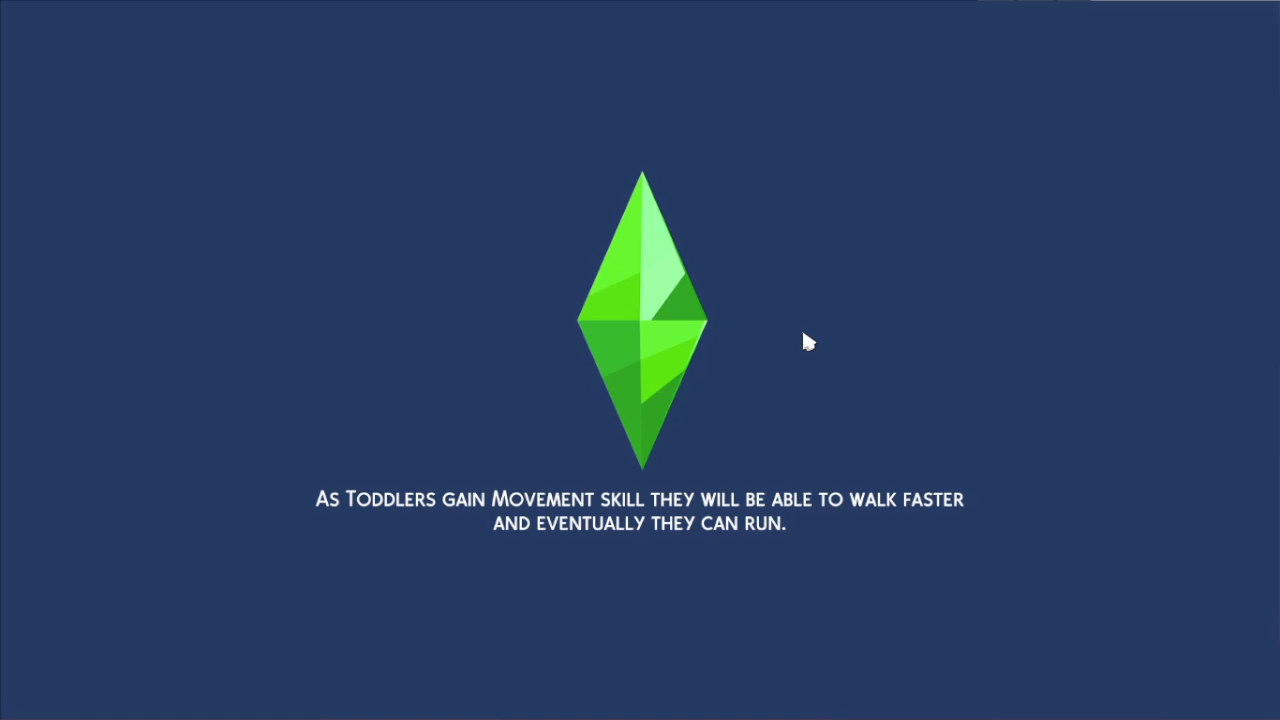 As Toddlers gain Movement skill they will be able to walk faster
and eventually they can run.